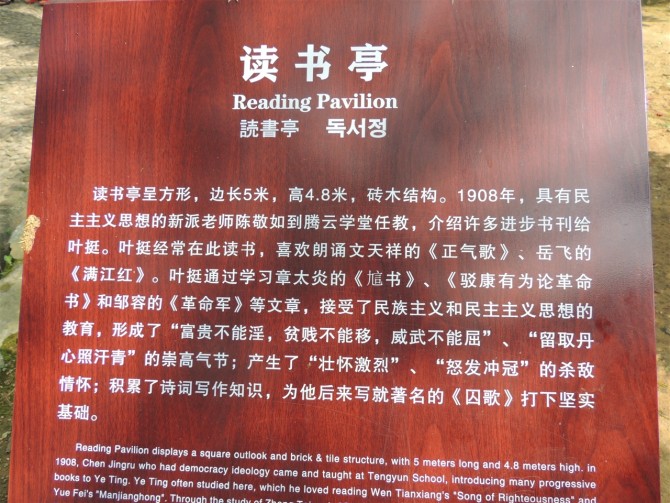 读书亭
Reading Pavilion
読書亭 독서정
读书亭呈方形，边长5米，高4.8米，砖木结构。1908年，具有民
主主义思想的新派老师陈敬如到腾云学堂任教，介绍许多进步书刊给
叶挺。叶挺经常在此读书，喜欢朗诵文天祥的《正气歌》、岳飞的
《满江红》。叶挺通过学习章太炎的《訄书》、《驳康有为论革命
书》和邹容的《革命军》等文章，接受了民族主义和民主主义思想的
教育，形成了“富贵不能淫，贫贱不能移，威武不能屈”、“留取丹
心照汗青”的崇高气节；产生了“壮怀激烈”、“怒发冲冠”的杀敌
情怀；积累了诗词写作知识，为他后来写就著名的《囚歌》打下坚实
基础。
Reading Pavilion displays a square outlook and brick & tile structure, with 5 meters long and 4.8 meters high. in
1908, Chen Jingru who had democracy ideology came and taught at Tengyun School, introducing many progressive
books to Ye Ting. Ye Ting often studied here, which he loved reading Wen Tianxiang's "Song of Righteousness" and
Yue Fei's "Manjianghong". Through the study of